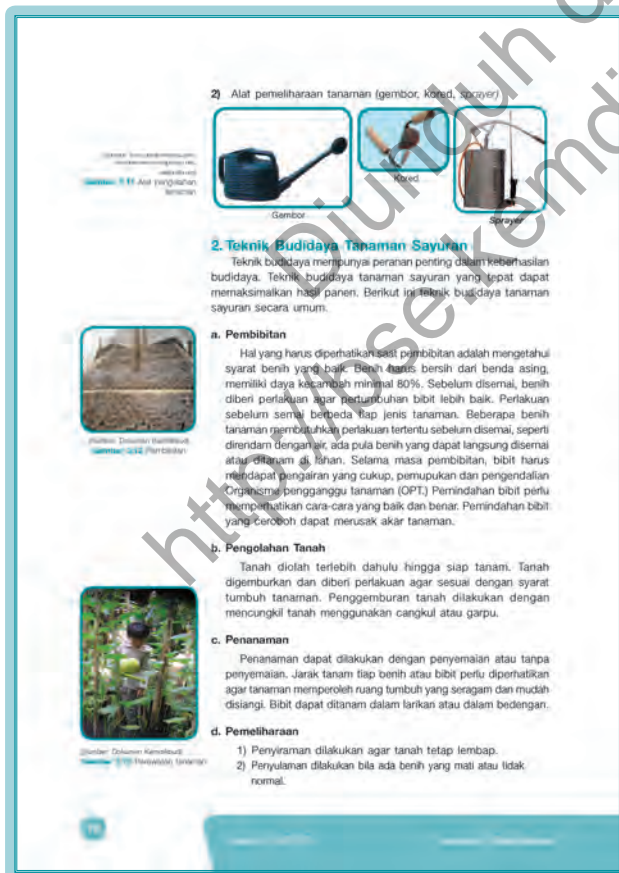 2) Alat pemeliharaan tanaman (gembor, kored, sprayer)
Gambar 3.11 Alat pengolahan
tanaman
Kored
Gembor
Sprayer
2. Teknik Budidaya Tanaman Sayuran
Teknik budidaya mempunyai peranan penting dalam keberhasilan
budidaya. Teknik budidaya tanaman sayuran yang tepat dapat
memaksimalkan hasil panen. Berikut ini teknik budidaya tanaman
sayuran secara umum.
a. Pembibitan
Hal yang harus diperhatikan saat pembibitan adalah mengetahui
syarat benih yang baik. Benih harus bersih dari benda asing,
memiliki daya kecambah minimal 80%. Sebelum disemai, benih
diberi perlakuan agar pertumbuhan bibit lebih baik. Perlakuan
sebelum semai berbeda tiap jenis tanaman. Beberapa benih
tanaman membutuhkan perlakuan tertentu sebelum disemai, seperti
direndam dengan air, ada pula benih yang dapat langsung disemai
atau ditanam di lahan. Selama masa pembibitan, bibit harus
mendapat pengairan yang cukup, pemupukan dan pengendalian
Organisme pengganggu tanaman (OPT.) Pemindahan bibit perlu
memperhatikan cara-cara yang baik dan benar. Pemindahan bibit
yang ceroboh dapat merusak akar tanaman.
(Sumber: Dokumen Kemdikbud)
Gambar 3.12 Pembibitan
b. Pengolahan Tanah
Tanah diolah terlebih dahulu hingga siap tanam. Tanah
digemburkan dan diberi perlakuan agar sesuai dengan syarat
tumbuh tanaman. Penggemburan tanah dilakukan dengan
mencungkil tanah menggunakan cangkul atau garpu.
c. Penanaman
Penanaman dapat dilakukan dengan penyemaian atau tanpa
penyemaian. Jarak tanam tiap benih atau bibit perlu diperhatikan
agar tanaman memperoleh ruang tumbuh yang seragam dan mudah
disiangi. Bibit dapat ditanam dalam larikan atau dalam bedengan.
d. Pemeliharaan
1) Penyiraman dilakukan agar tanah tetap lembap.
2) Penyulaman dilakukan bila ada benih yang mati atau tidak
normal.
(Sumber: Dokumen Kemdikbud)
Gambar 3.13 Perawatan tanaman